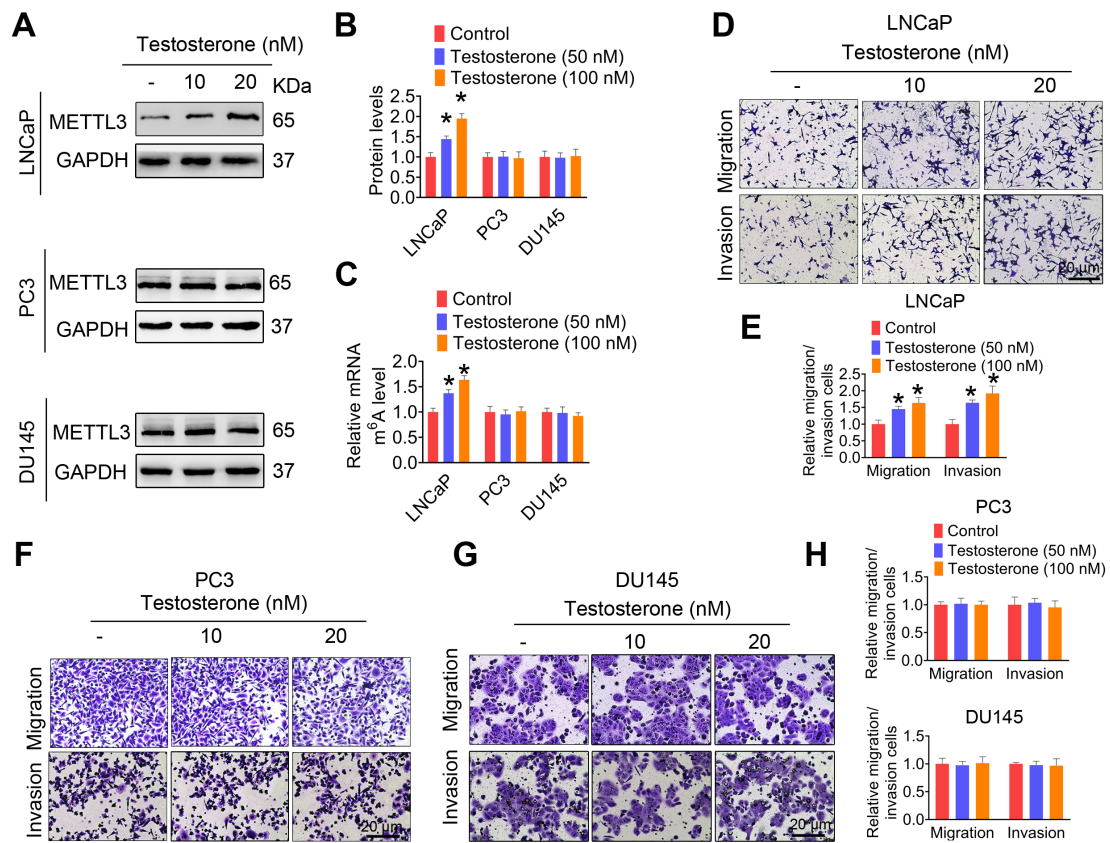 A
Testosterone (nM)
- 10 20 KDa
LNCaP
METTL3 65
GAPDH 37
PC3
METTL3 65
GAPDH 37
DU145
METTL3 65
GAPDH 37
B
Control
Testosterone (50 nM)
Testosterone (100 nM)
Protein levels
2.5
2.0
1.5
1.0
0.5
0.0
* *
LNCaP PC3 DU145
C
Control
Testosterone (50 nM)
Testosterone (100 nM)
Relative mRNA
m⁶A level
2.0
1.5
1.0
0.5
0.0
* *
LNCaP PC3 DU145
D
LNCaP
Testosterone (nM)
- 10 20
Migration
Invasion
20 µm
E
LNCaP
Control
Testosterone (50 nM)
Testosterone (100 nM)
Relative migration/
invasion cells
2.5
2.0
1.5
1.0
0.5
0.0
* * * *
Migration Invasion
F
PC3
Testosterone (nM)
- 10 20
Migration
Invasion
20 µm
G
DU145
Testosterone (nM)
- 10 20
Migration
Invasion
20 µm
H
PC3
Control
Testosterone (50 nM)
Testosterone (100 nM)
Relative migration/
invasion cells
1.5
1.0
0.5
0.0
Migration Invasion
DU145
Relative migration/
invasion cells
1.5
1.0
0.5
0.0
Migration Invasion